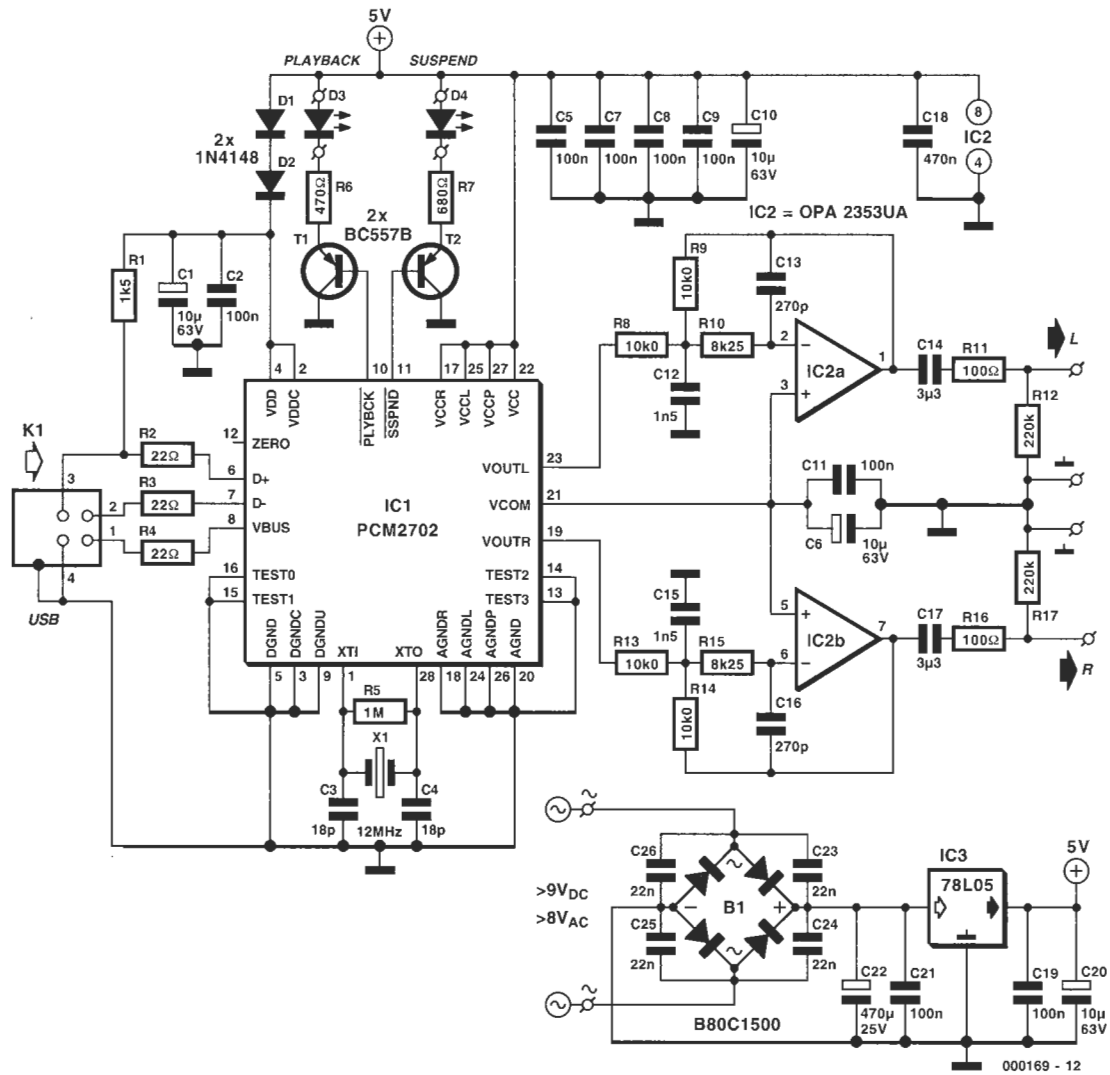 5V
PLAYBACK
SUSPEND
D1
D3
D4
2x
1N4148
D2
C5
100n
C7
100n
C8
100n
C9
100n
C10
10µ
63V
C18
470n
8
IC2
4
470Ω
R6
680Ω
R7
IC2 = OPA 2353UA
2x
BC557B
T1
T2
R1
1k5
C1
10µ
63V
C2
100n
R9
10k0
C13
270p
R8
10k0
R10
8k25
C12
1n5
2
3
1
IC2a
C14
3µ3
R11
100Ω
L
R12
220k
4
2
10
11
17
25
27
22
VDD
VDDC
PLYBCK
SSPND
VCCR
VCCL
VCCP
VCC
K1
3
2
1
4
USB
R2
22Ω
R3
22Ω
R4
22Ω
12
ZERO
6
D+
7
D-
8
VBUS
16
TEST0
15
TEST1
IC1
PCM2702
23
VOUTL
21
VCOM
19
VOUTR
14
TEST2
13
TEST3
C11
100n
C6
10µ
63V
DGND
DGNDC
DGNDU
XTI
XTO
AGNDR
AGNDL
AGNDP
AGND
5
3
9
1
28
18
24
26
20
R5
1M
X1
C3
18p
12MHz
C4
18p
C15
1n5
R13
10k0
R15
8k25
R14
10k0
C16
270p
5
6
7
IC2b
C17
3µ3
R16
100Ω
220k
R17
R
>9VDC
>8VAC
C26
22n
C25
22n
B1
C23
22n
C24
22n
B80C1500
C22
470µ
25V
C21
100n
IC3
78L05
5V
C19
100n
C20
10µ
63V
000169 - 12